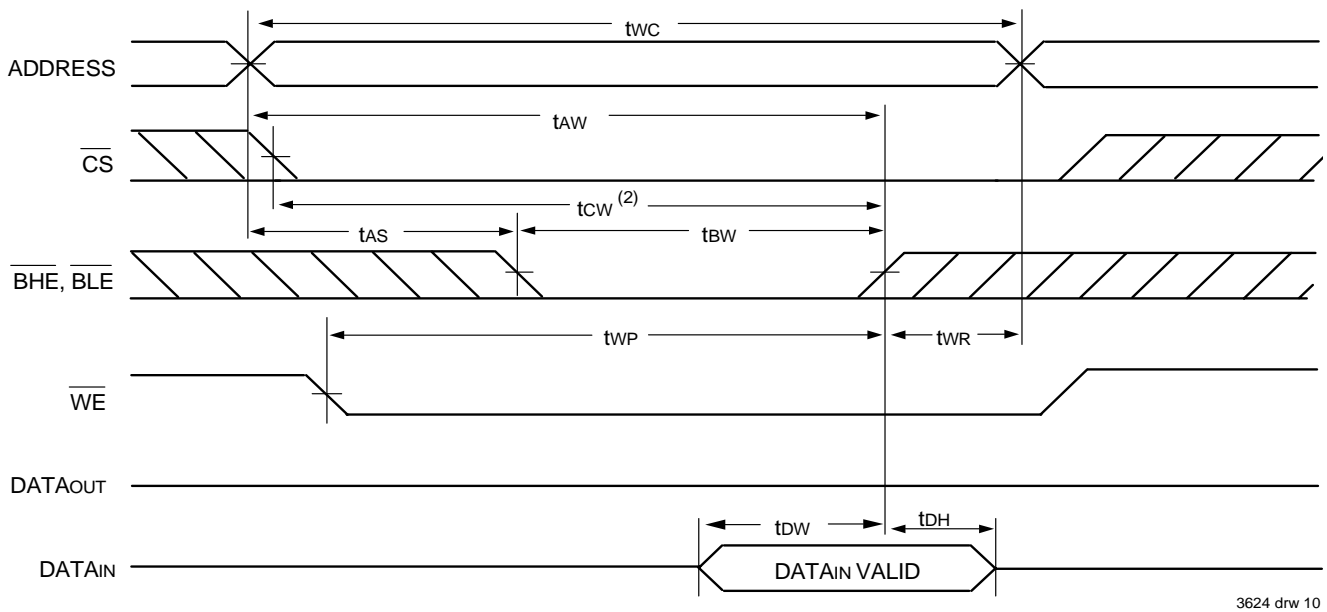 tWC
ADDRESS
tAW
CS
tCW (2)
tAS
tBW
BHE, BLE
tWP
tWR
WE
DATAOUT
tDW
tDH
DATAIN
DATAIN VALID
3624 drw 10